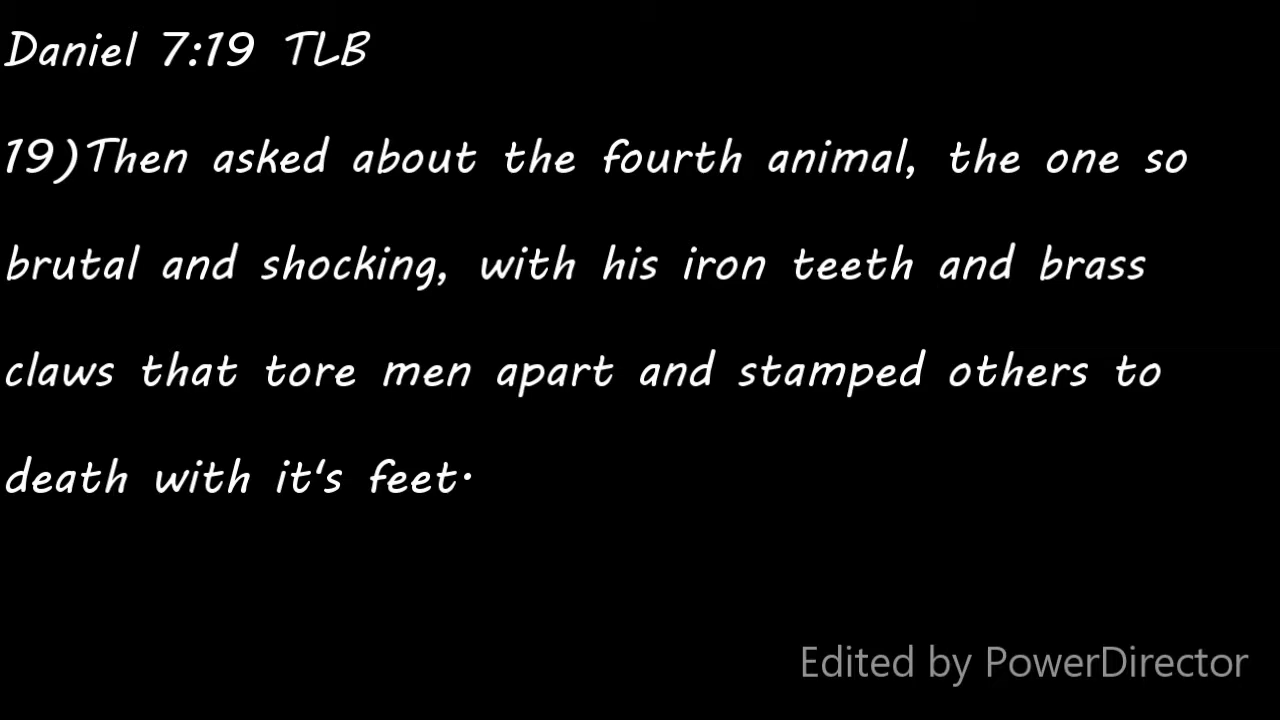 Daniel 7:19 TLB
19)Then asked about the fourth animal, the one so
brutal and shocking, with his iron teeth and brass
claws that tore men apart and stamped others to
death with it's feet.
Edited by PowerDirector